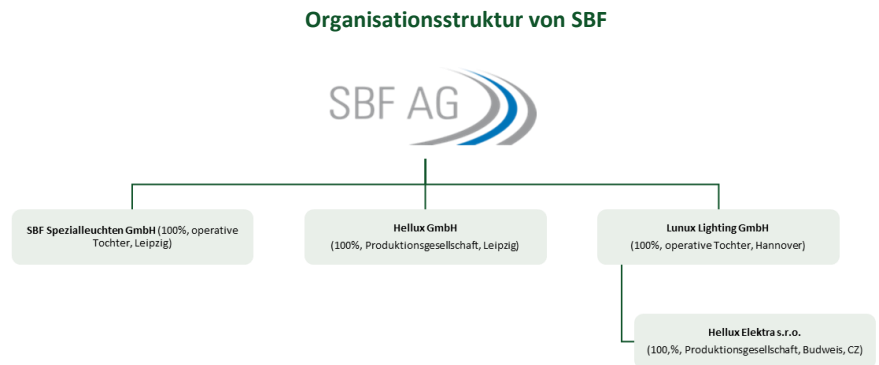 Organisationsstruktur von SBF
SBF AG
SBF Spezialleuchten GmbH (100%, operative
Tochter, Leipzig)
Hellux GmbH
(100%, Produktionsgesellschaft, Leipzig)
Lunux Lighting GmbH
(100%, operative Tochter, Hannover)
Hellux Elektra s.r.o.
(100,%, Produktionsgesellschaft, Budweis, CZ)